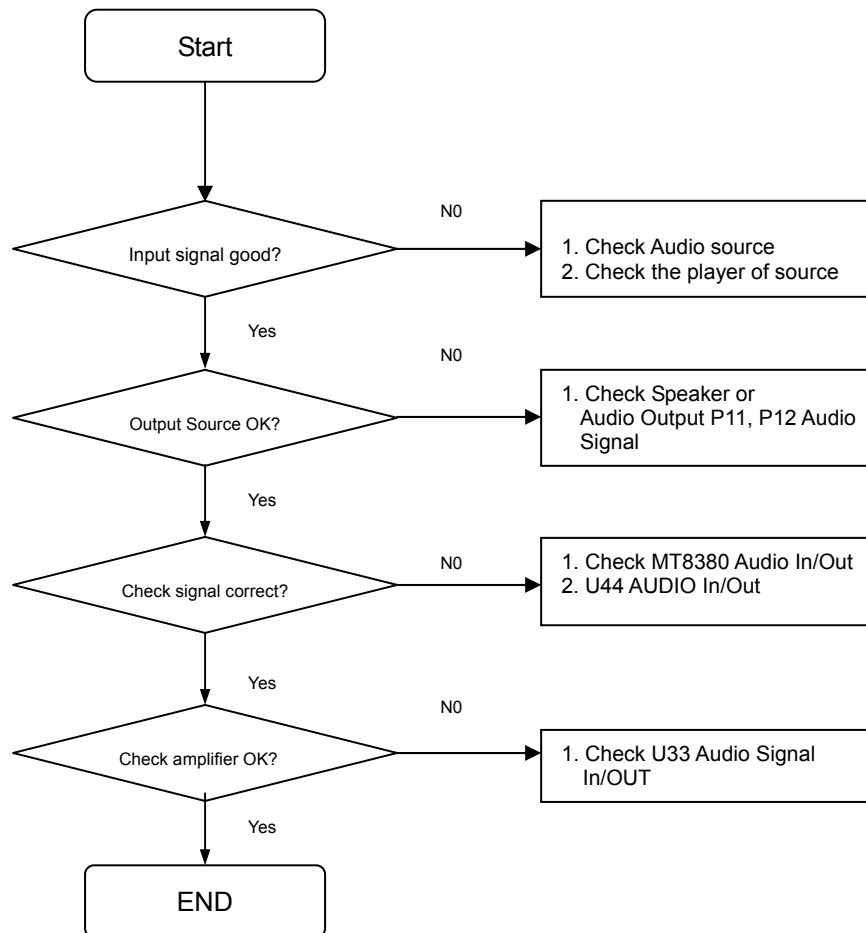 Start
N0
Input signal good?
1. Check Audio source
2. Check the player of source
Yes
N0
Output Source OK?
1. Check Speaker or
Audio Output P11, P12 Audio
Signal
Yes
N0
Check signal correct?
1. Check MT8380 Audio In/Out
2. U44 AUDIO In/Out
Yes
N0
Check amplifier OK?
1. Check U33 Audio Signal
In/OUT
Yes
END